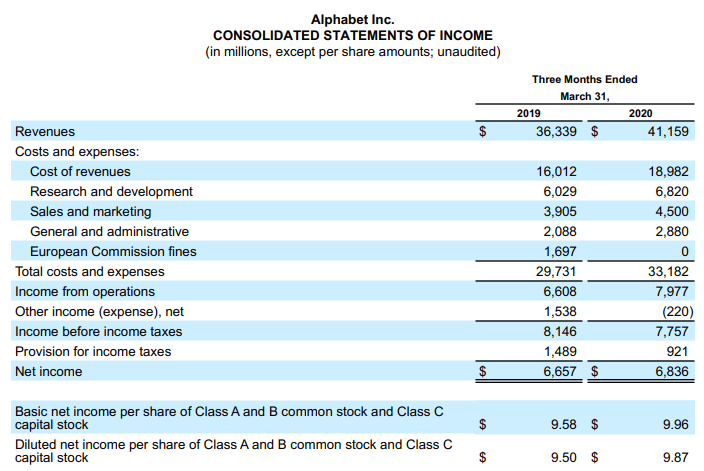 Alphabet Inc.
CONSOLIDATED STATEMENTS OF INCOME
(in millions, except per share amounts; unaudited)
Three Months Ended
March 31,
2019 2020
Revenues $ 36,339 $ 41,159
Costs and expenses:
Cost of revenues 16,012 18,982
Research and development 6,029 6,820
Sales and marketing 3,905 4,500
General and administrative 2,088 2,880
European Commission fines 1,697 0
Total costs and expenses 29,731 33,182
Income from operations 6,608 7,977
Other income (expense), net 1,538 (220)
Income before income taxes 8,146 7,757
Provision for income taxes 1,489 921
Net income $ 6,657 $ 6,836
Basic net income per share of Class A and B common stock and Class C
capital stock $ 9.58 $ 9.96
Diluted net income per share of Class A and B common stock and Class C
capital stock $ 9.50 $ 9.87